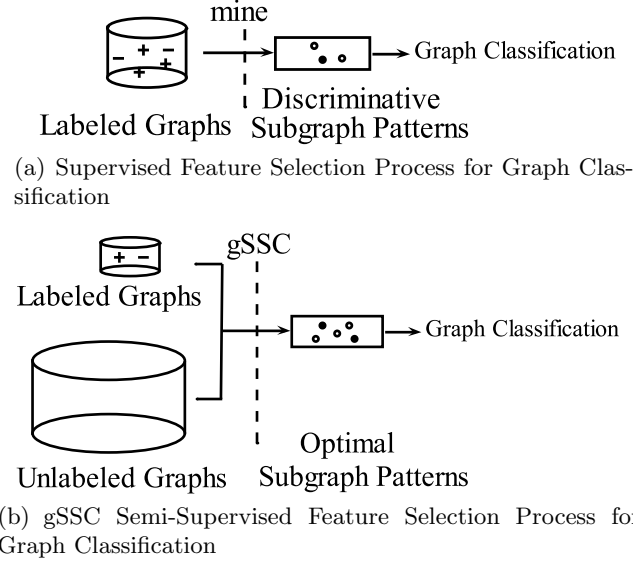 mine
Graph Classification
Discriminative
Labeled Graphs Subgraph Patterns
(a) Supervised Feature Selection Process for Graph Clas-
sification
gSSC
Labeled Graphs
Graph Classification
Optimal
Unlabeled Graphs Subgraph Patterns
(b) gSSC Semi-Supervised Feature Selection Process for
Graph Classification